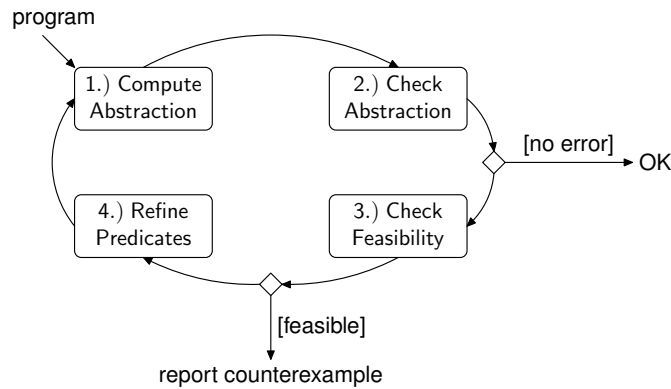 program
1.) Compute
Abstraction
2.) Check
Abstraction
[no error]
OK
4.) Refine
Predicates
3.) Check
Feasibility
[feasible]
report counterexample